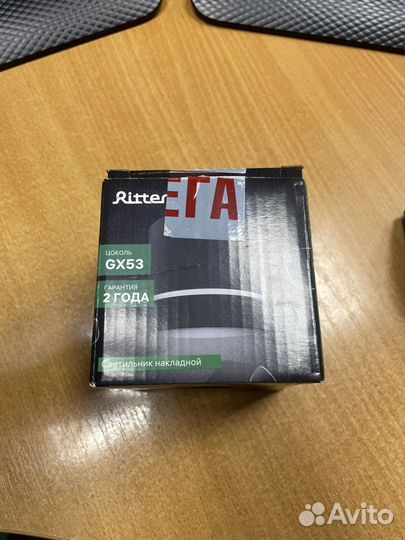 Ritter
ЕГА
ЦОКОЛЬ
GX53
ГАРАНТИЯ
2 ГОДА
Светильник накладной
Avito